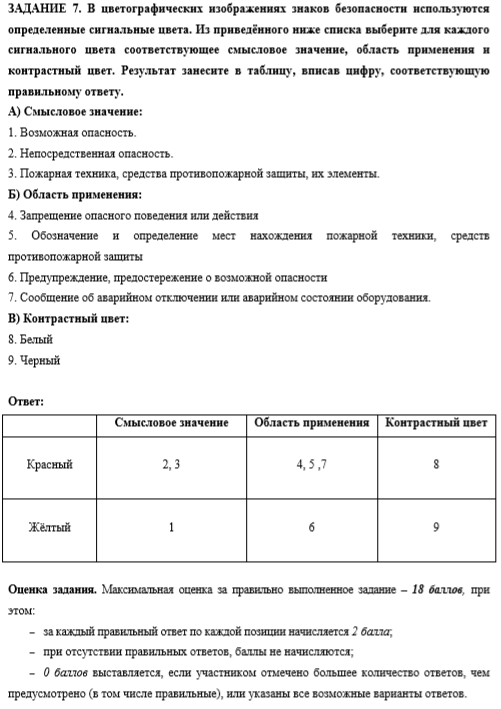 ЗАДАНИЕ 7. В цветографических изображениях знаков безопасности используются
определенные сигнальные цвета. Из приведённого ниже списка выберите для каждого
сигнального цвета соответствующее смысловое значение, область применения и
контрастный цвет. Результат занесите в таблицу, вписав цифру, соответствующую
правильному ответу.
А) Смысловое значение:
1. Возможная опасность.
2. Непосредственная опасность.
3. Пожарная техника, средства противопожарной защиты, их элементы.
Б) Область применения:
4. Запрещение опасного поведения или действия
5. Обозначение и определение мест нахождения пожарной техники, средств
противопожарной защиты
6. Предупреждение, предостережение о возможной опасности
7. Сообщение об аварийном отключении или аварийном состоянии оборудования.
В) Контрастный цвет:
8. Белый
9. Черный
Ответ:
Смысловое значение Область применения Контрастный цвет
Красный 2, 3 4, 5 ,7 8
Жёлтый 1 6 9
Оценка задания. Максимальная оценка за правильно выполненное задание – 18 баллов, при
этом:
– за каждый правильный ответ по каждой позиции начисляется 2 балла;
– при отсутствии правильных ответов, баллы не начисляются;
– 0 баллов выставляется, если участником отмечено большее количество ответов, чем
предусмотрено (в том числе правильные), или указаны все возможные варианты ответов.